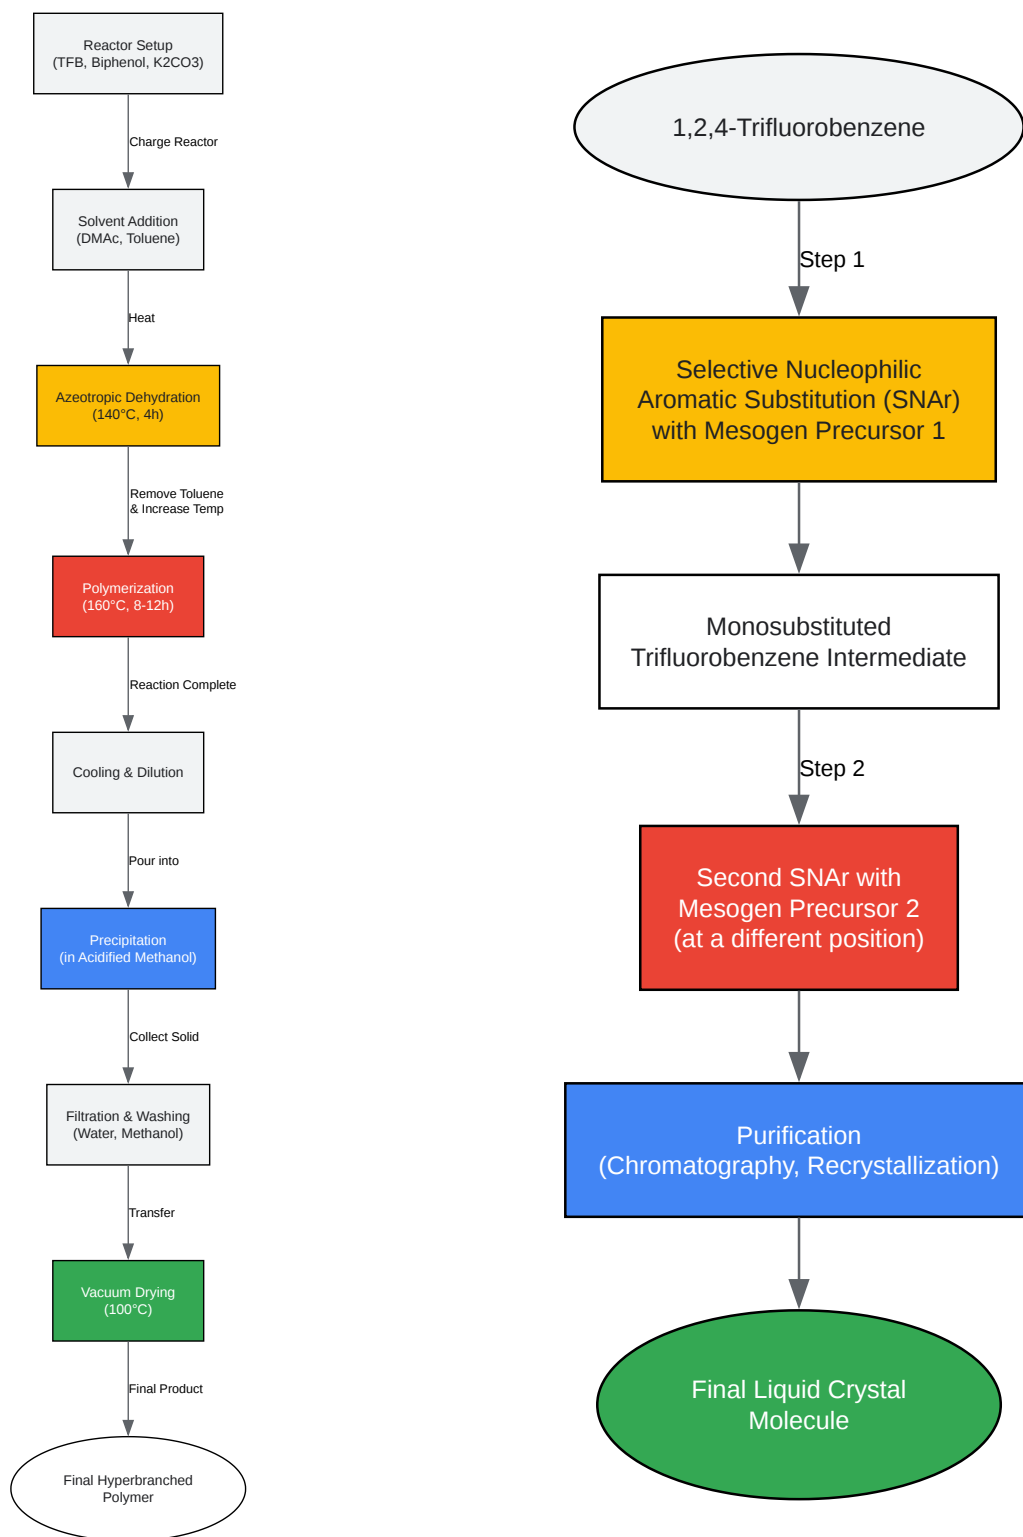 Reactor Setup
(TFB, Biphenol, K2CO3)
Charge Reactor
Solvent Addition
(DMAc, Toluene)
Heat
Azeotropic Dehydration
(140°C, 4h)
Remove Toluene
& Increase Temp
Polymerization
(160°C, 8-12h)
Reaction Complete
Cooling & Dilution
Pour into
Precipitation
(in Acidified Methanol)
Collect Solid
Filtration & Washing
(Water, Methanol)
Transfer
Vacuum Drying
(100°C)
Final Product
Final Hyperbranched
Polymer
1,2,4-Trifluorobenzene
Step 1
Selective Nucleophilic
Aromatic Substitution (SNAr)
with Mesogen Precursor 1
Monosubstituted
Trifluorobenzene Intermediate
Step 2
Second SNAr with
Mesogen Precursor 2
(at a different position)
Purification
(Chromatography, Recrystallization)
Final Liquid Crystal
Molecule